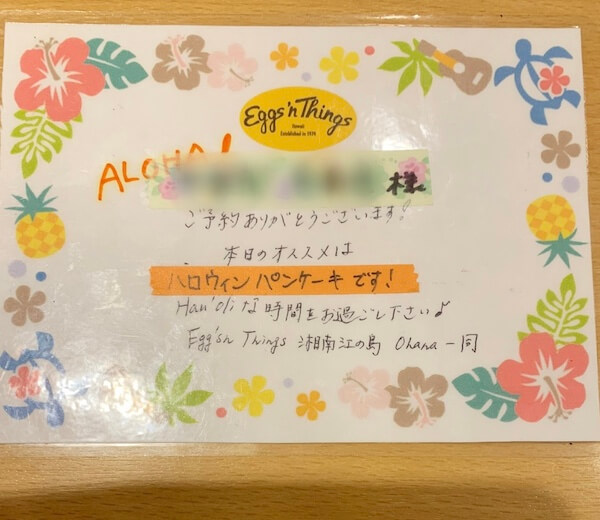 Eggs'n Things
Hawaii
Established in 1974
ALOHA!
様
ご予約ありがとうございます!
本日のオススメは
ハロウィンパンケーキです!
Hau'oliな時間をお過ごし下さい♪
Egg'sn Things 湘南江の島 Ohana一同